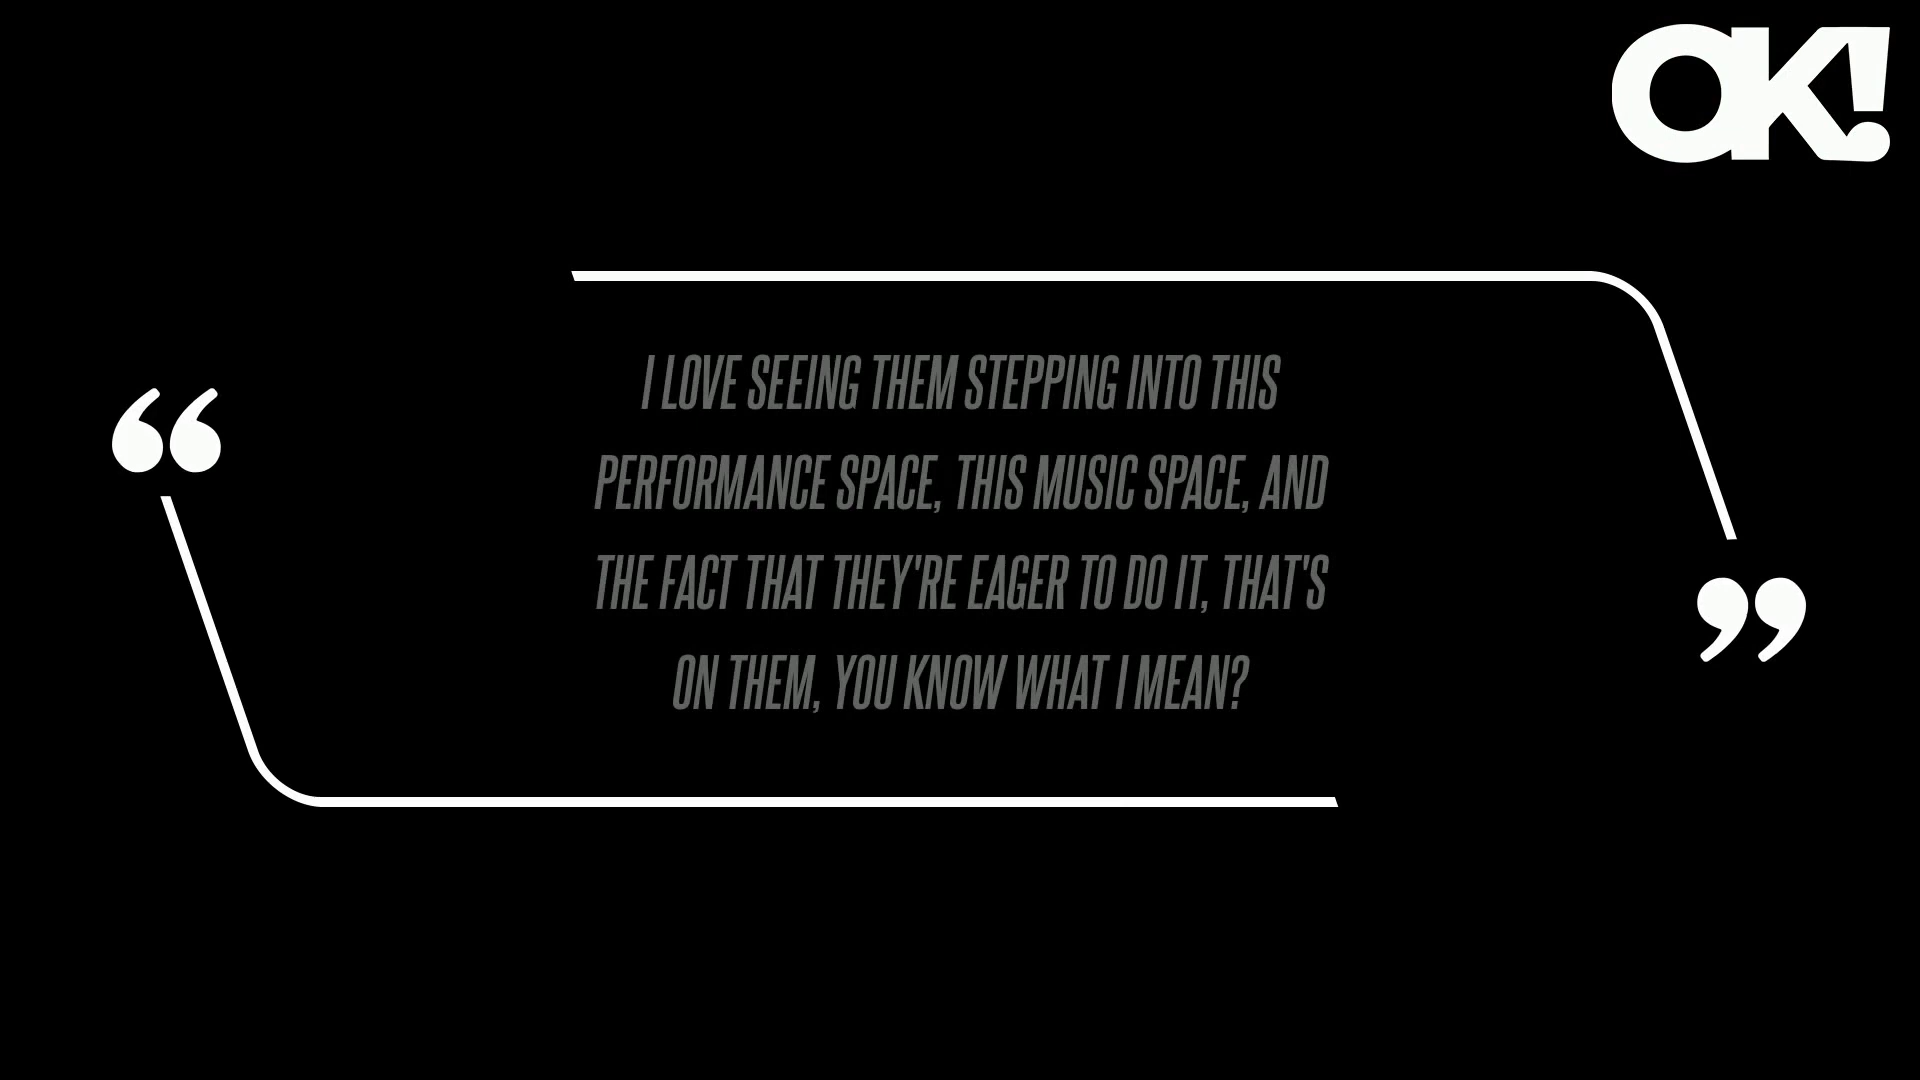 OK!
“
I LOVE SEEING THEM STEPPING INTO THIS
PERFORMANCE SPACE, THIS MUSIC SPACE, AND
THE FACT THAT THEY'RE EAGER TO DO IT, THAT'S
ON THEM, YOU KNOW WHAT I MEAN?
”